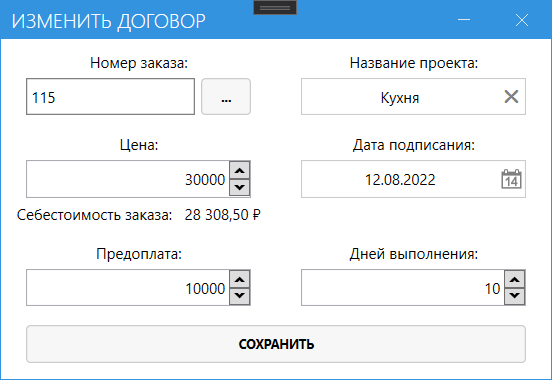 ИЗМЕНИТЬ ДОГОВОР
Номер заказа: Название проекта:
115 ... Кухня
Цена: Дата подписания:
30000 12.08.2022 14
Себестоимость заказа: 28 308,50 ₽
Предоплата: Дней выполнения:
10000 10
СОХРАНИТЬ